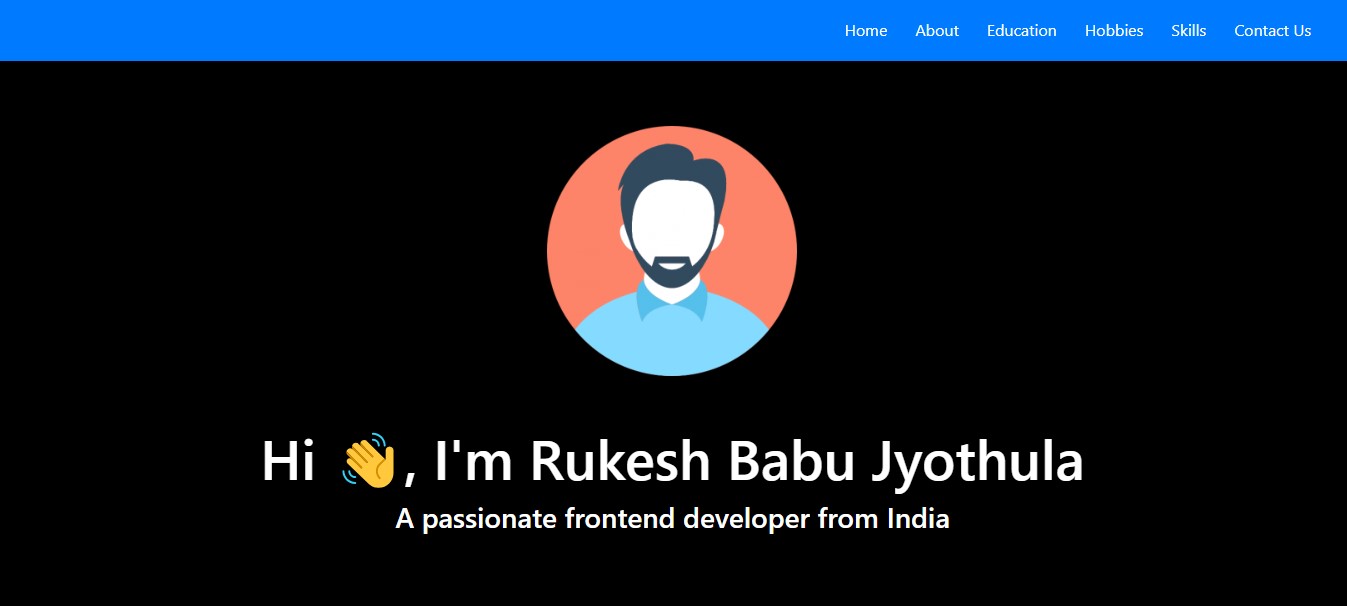 Home About Education Hobbies Skills Contact Us
Hi 👋, I'm Rukesh Babu Jyothula
A passionate frontend developer from India